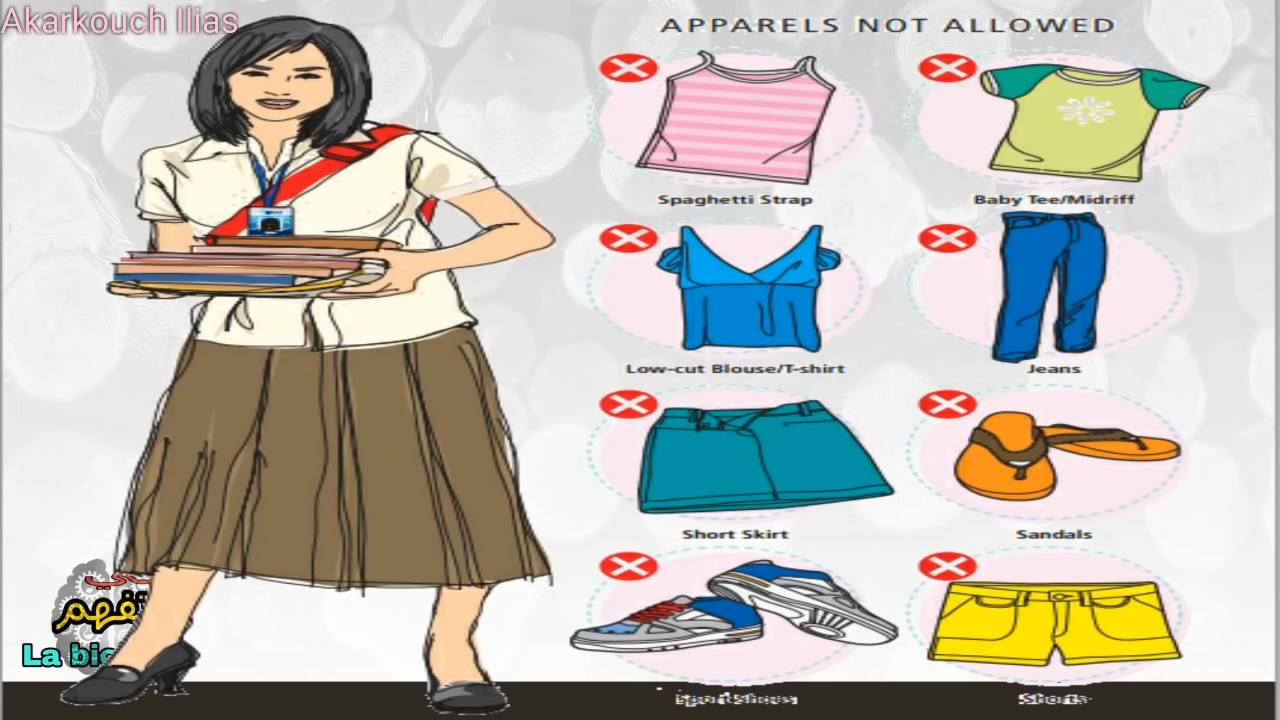 Akarkouch Ilias
APPARELS NOT ALLOWED
Spaghetti Strap
Baby Tee/Midriff
Low-cut Blouse/T-shirt
Jeans
Short Skirt
Sandals
Sport Shoes
Shorts
تفهم
La bio